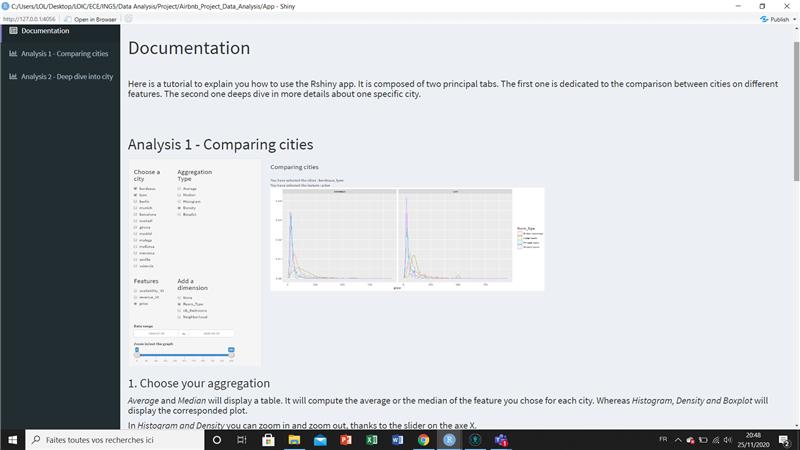 C:/Users/LOL/Desktop/LOIC/ECE/ING5/Data Analysis/Project/Airbnb_Project_Data_Analysis/App - Shiny
http://127.0.0.1:4056
Open in Browser
Publish
Documentation
Analysis 1 - Comparing cities
Analysis 2 - Deep dive into city
Documentation
Here is a tutorial to explain you how to use the Rshiny app. It is composed of two principal tabs. The first one is dedicated to the comparison between cities on different
features. The second one deeps dive in more details about one specific city.
Analysis 1 - Comparing cities
Choose a
city
bordeaux
lyon
berlin
munich
barcelona
euskadi
girona
madrid
malaga
mallorca
menorca
sevilla
valencia
Aggregation
Type
Average
Median
Histogram
Density
Boxplot
Features
availability_30
revenue_30
price
Add a
dimension
None
Room_Type
nb_Bedrooms
Neighborhood
Date range
to
Zoom in/out the graph
Comparing cities
You have selected the cities : bordeaux, lyon
You have selected the feature : price
Room_Type
price
1. Choose your aggregation
Average and Median will display a table. It will compute the average or the median of the feature you chose for each city. Whereas Histogram, Density and Boxplot will
display the corresponded plot.
In Histogram and Density you can zoom in and zoom out, thanks to the slider on the axe X.
Faites toutes vos recherches ici
FR
20:48
25/11/2020